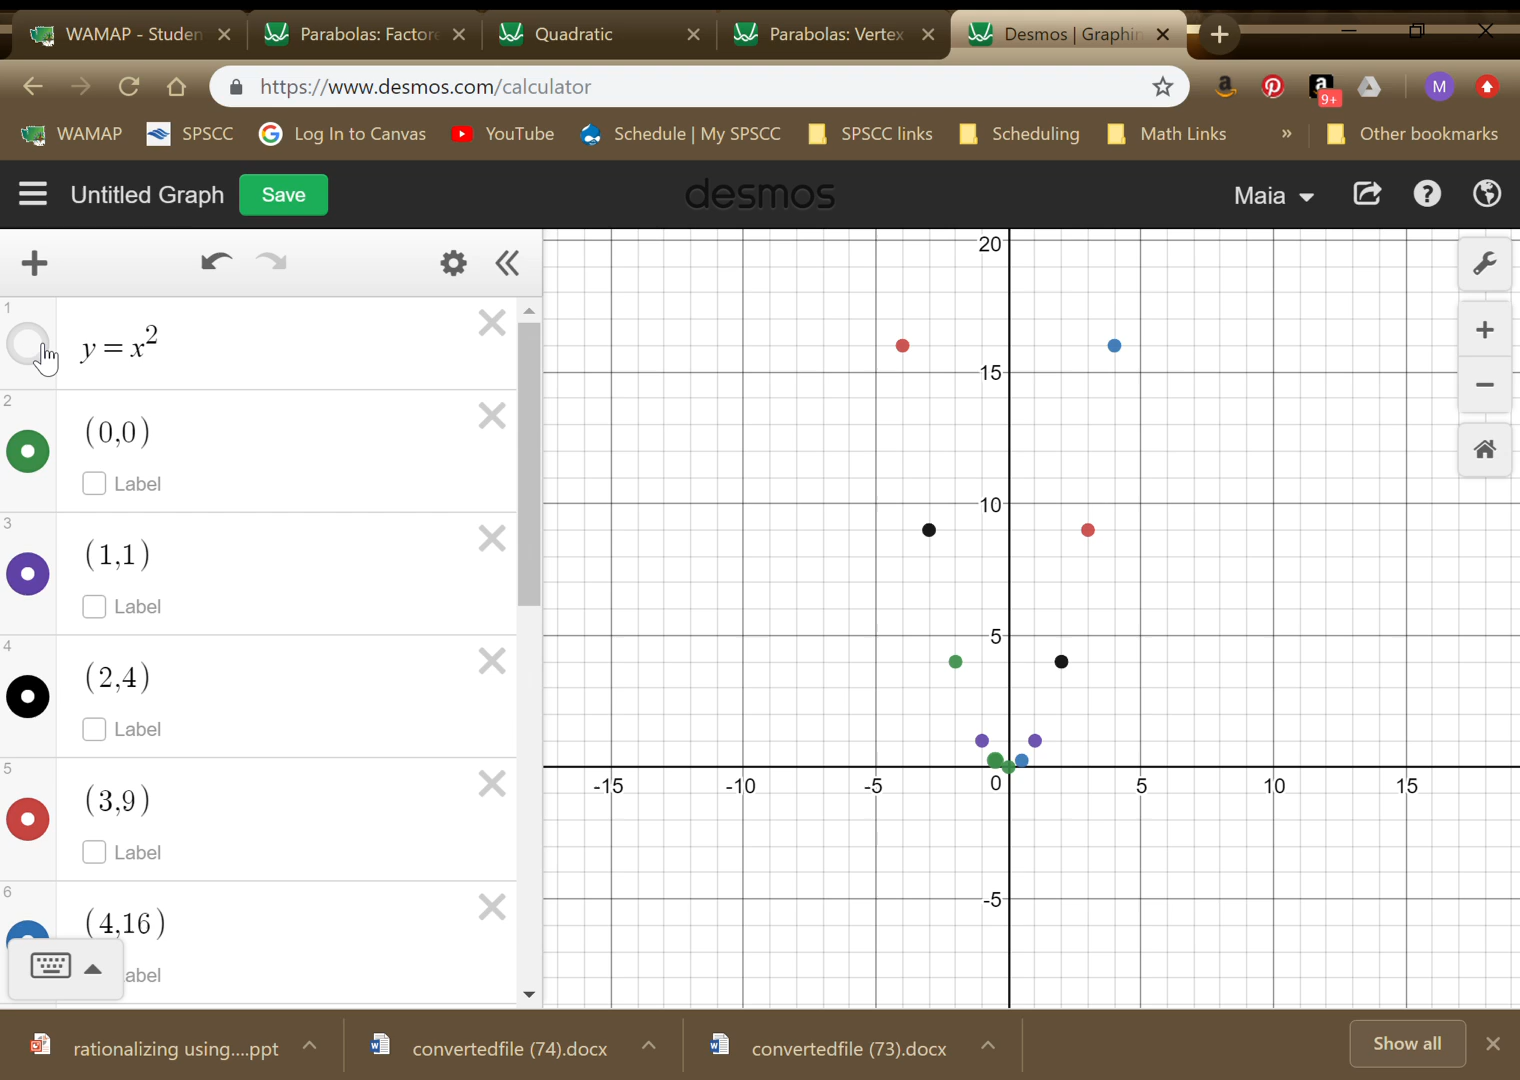 WAMAP - Studen
Parabolas: Factore
Quadratic
Parabolas: Vertex
Desmos | Graphin
https://www.desmos.com/calculator
9+
M
WAMAP
SPSCC
Log In to Canvas
YouTube
Schedule | My SPSCC
SPSCC links
Scheduling
Math Links
»
Other bookmarks
Untitled Graph
Save
desmos
Maia
1
y = x²
2
(0,0)
Label
3
(1,1)
Label
4
(2,4)
Label
5
(3,9)
Label
6
(4,16)
abel
20
15
10
5
-15
-10
-5
0
5
10
15
-5
rationalizing using....ppt
convertedfile (74).docx
convertedfile (73).docx
Show all